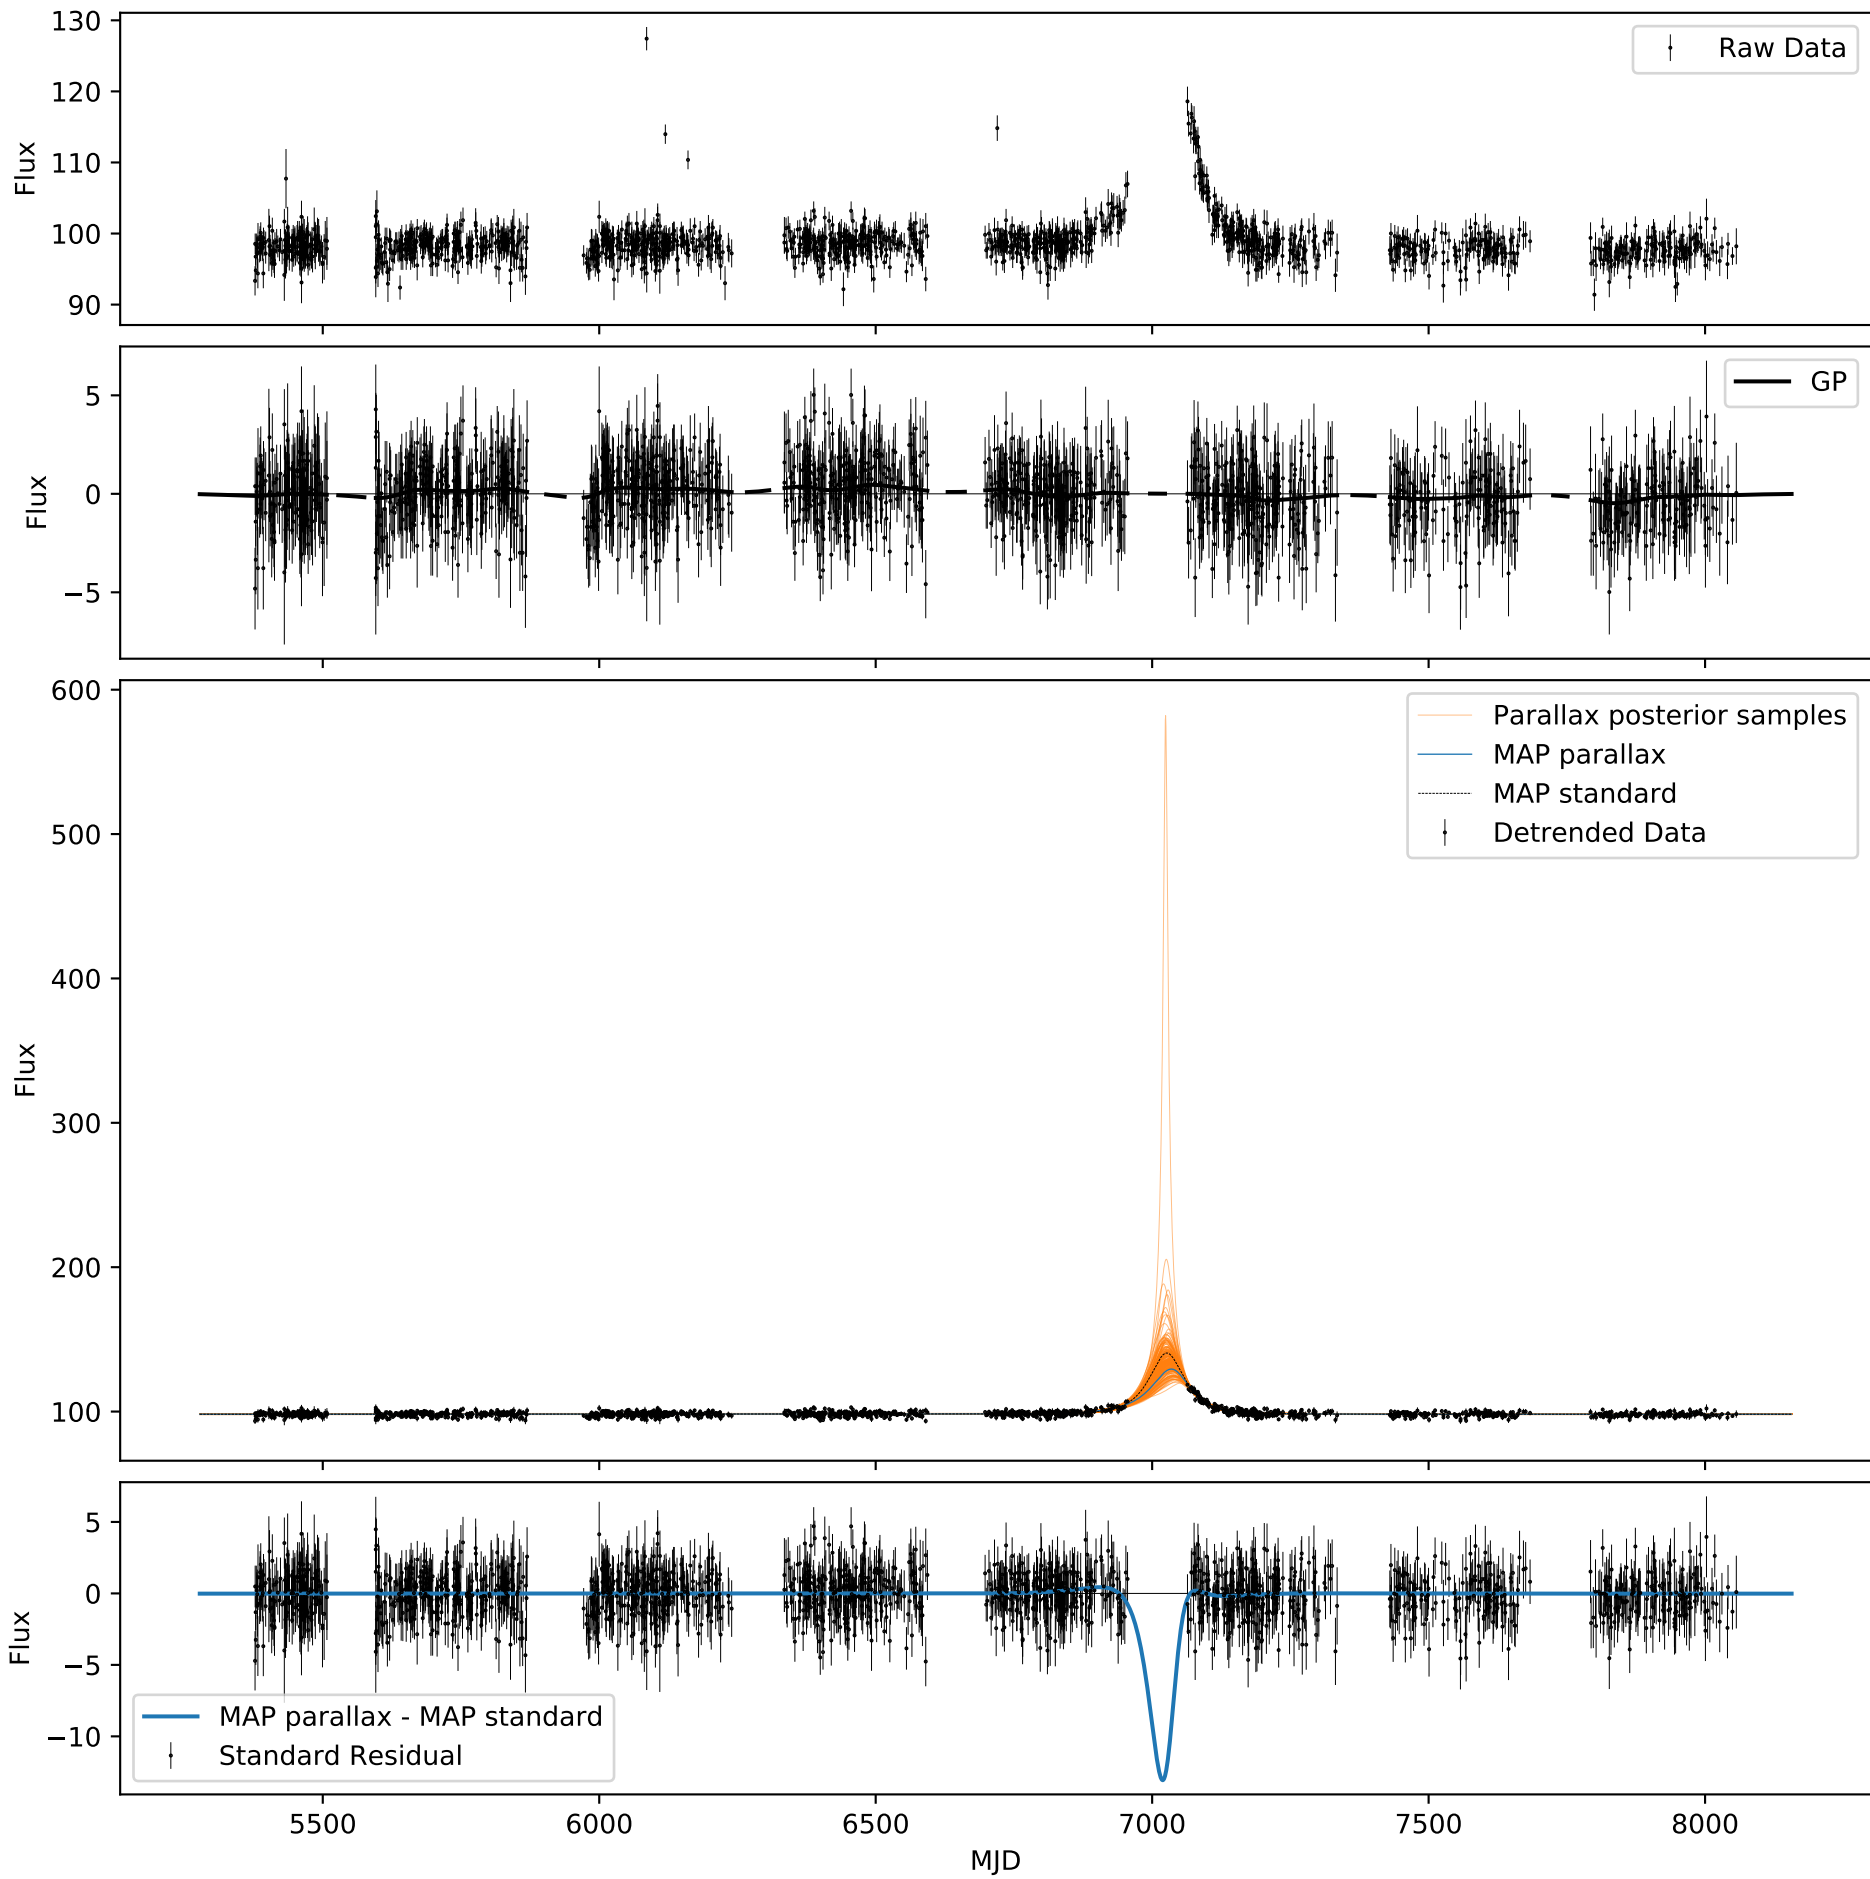 130
120
110
100
90
Flux
Raw Data
5
0
−5
Flux
GP
600
500
400
300
200
100
Flux
Parallax posterior samples
MAP parallax
MAP standard
Detrended Data
5
0
−5
−10
Flux
MAP parallax - MAP standard
Standard Residual
5500 6000 6500 7000 7500 8000
MJD